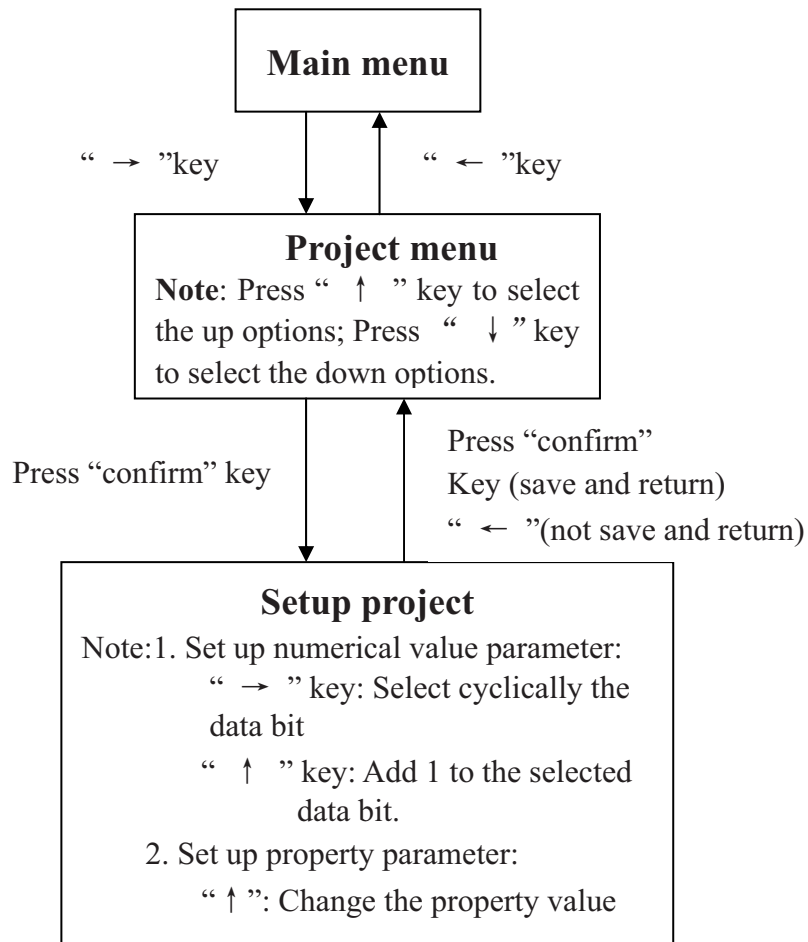 Main menu
“ → ”key
“ ← ”key
Project menu
Note: Press “ ↑ ” key to select
the up options; Press “ ↓ ” key
to select the down options.
Press “confirm” key
Press “confirm”
Key (save and return)
“ ← ”(not save and return)
Setup project
Note:1. Set up numerical value parameter:
“ → ” key: Select cyclically the
data bit
“ ↑ ” key: Add 1 to the selected
data bit.
2. Set up property parameter:
“ ↑ ”: Change the property value